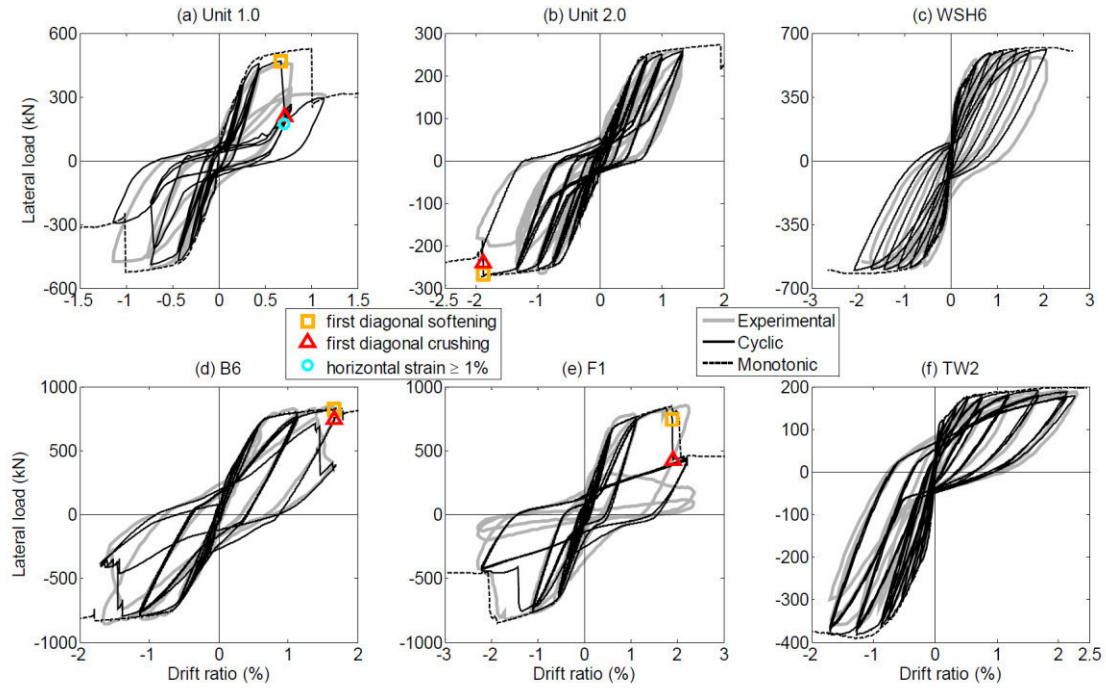 (a) Unit 1.0
(b) Unit 2.0
(c) WSH6
600
300
0
-300
-600
Lateral load (kN)
-1.5 -1 -0.5 0 0.5 1 1.5
300
200
100
0
-100
-200
-300
-2.5 -2 -1 0 1 2 2.5
700
350
0
-350
-700
-3 -2 -1 0 1 2 3
first diagonal softening
first diagonal crushing
horizontal strain ≥ 1%
Experimental
Cyclic
Monotonic
(d) B6
(e) F1
(f) TW2
1000
500
0
-500
-1000
Lateral load (kN)
-2 -1 0 1 2
Drift ratio (%)
1000
500
0
-500
-1000
-3 -2 -1 0 1 2 3
Drift ratio (%)
200
100
0
-100
-200
-300
-400
-2 -1 0 1 2 2.5
Drift ratio (%)